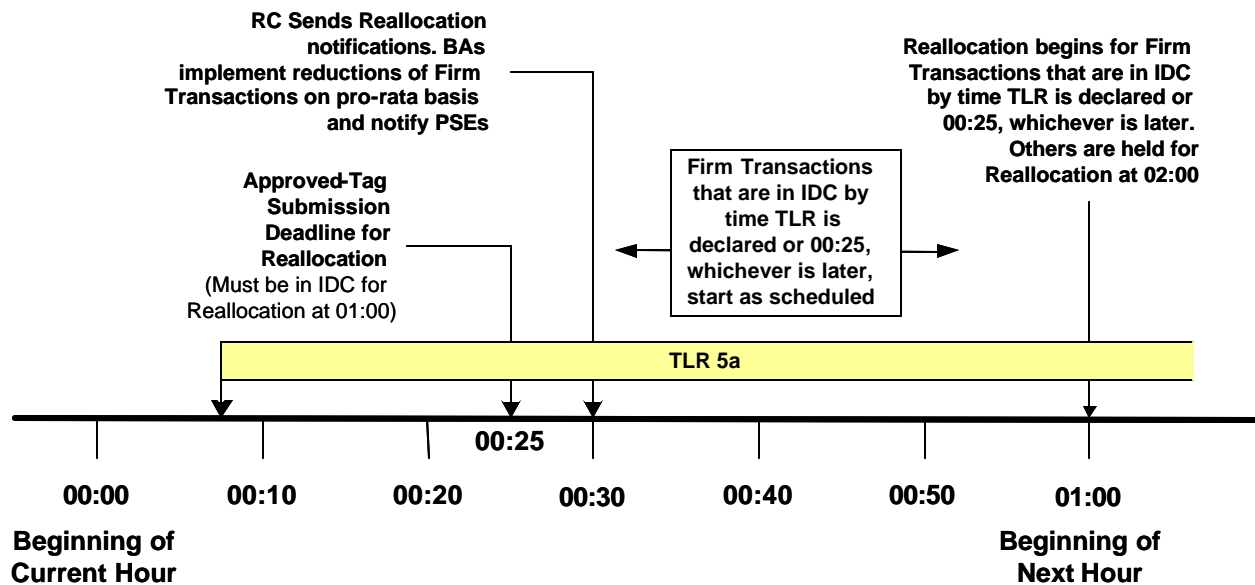 RC Sends Reallocation
notifications. BAs
implement reductions of Firm
Transactions on pro-rata basis
and notify PSEs
Reallocation begins for Firm
Transactions that are in IDC
by time TLR is declared or
00:25, whichever is later.
Others are held for
Reallocation at 02:00
Approved-Tag
Submission
Deadline for
Reallocation
(Must be in IDC for
Reallocation at 01:00)
Firm Transactions
that are in IDC by
time TLR is
declared or 00:25,
whichever is later,
start as scheduled
TLR 5a
00:25
00:00
00:10
00:20
00:30
00:40
00:50
01:00
Beginning of
Current Hour
Beginning of
Next Hour